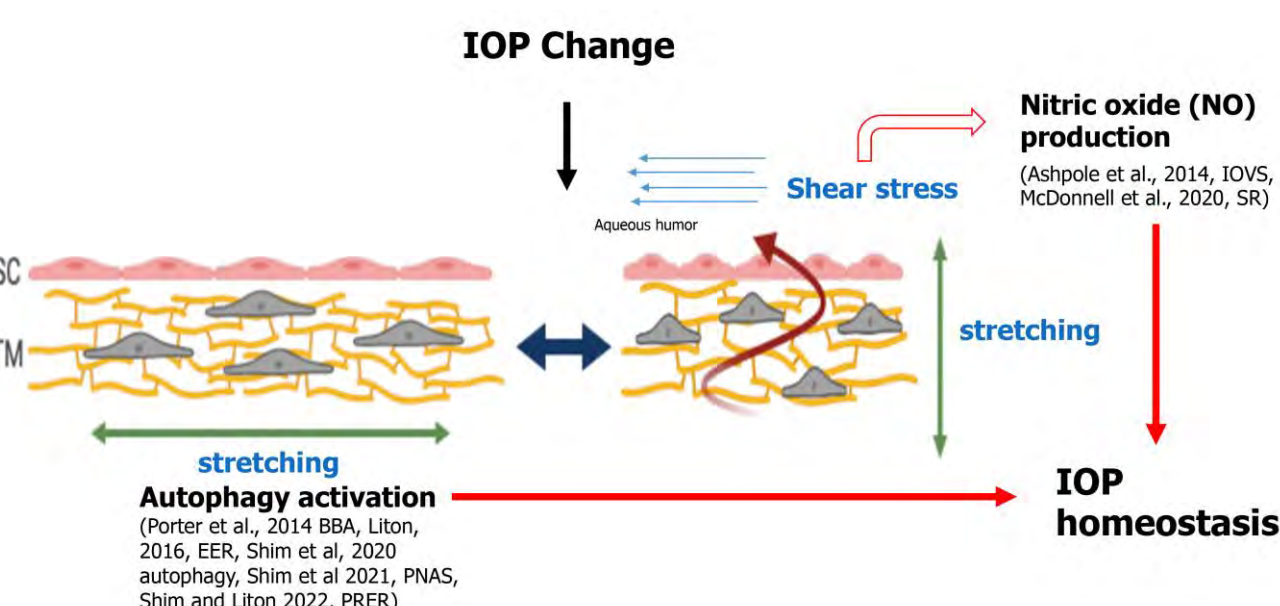 IOP Change
Nitric oxide (NO)
production
(Ashpole et al., 2014, IOVS,
McDonnell et al., 2020, SR)
Shear stress
Aqueous humor
SC
TM
stretching
stretching
Autophagy activation
(Porter et al., 2014 BBA, Liton,
2016, EER, Shim et al, 2020
autophagy, Shim et al 2021, PNAS,
Shim and Liton 2022, PRER)
IOP
homeostasis